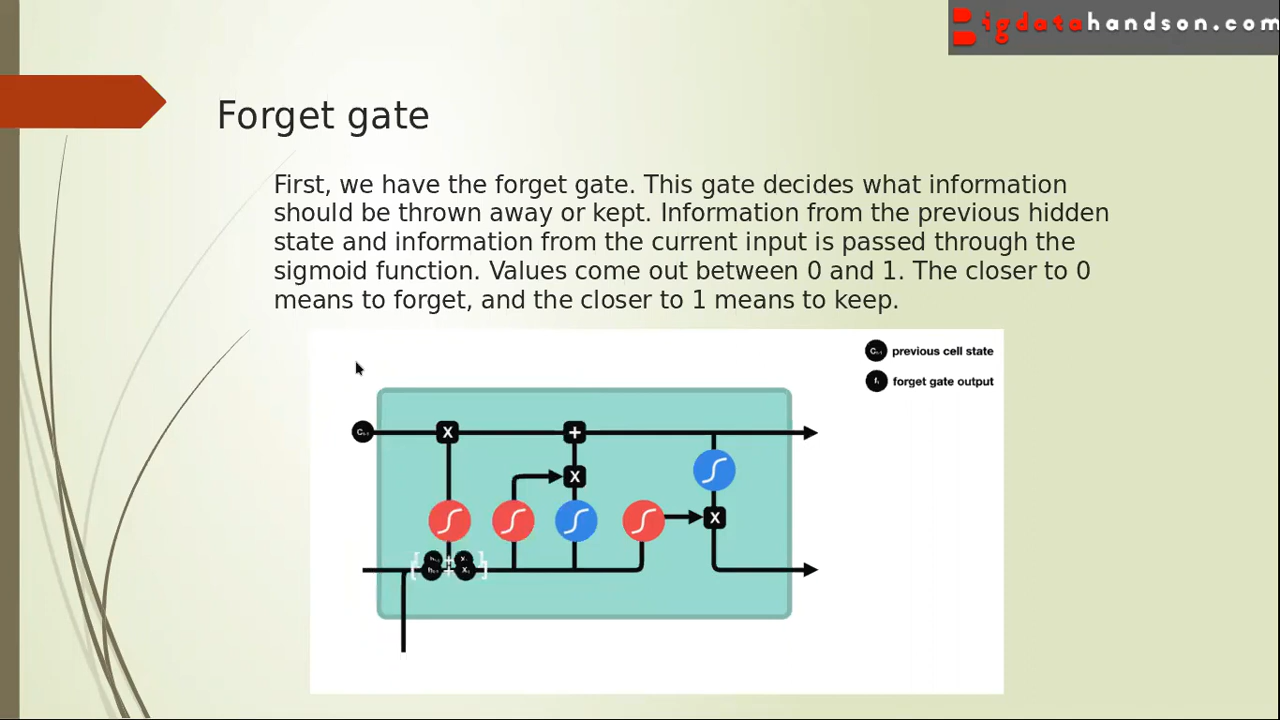 Bigdatahandson.com
Forget gate
First, we have the forget gate. This gate decides what information
should be thrown away or kept. Information from the previous hidden
state and information from the current input is passed through the
sigmoid function. Values come out between 0 and 1. The closer to 0
means to forget, and the closer to 1 means to keep.
previous cell state
forget gate output
X
+
X
X